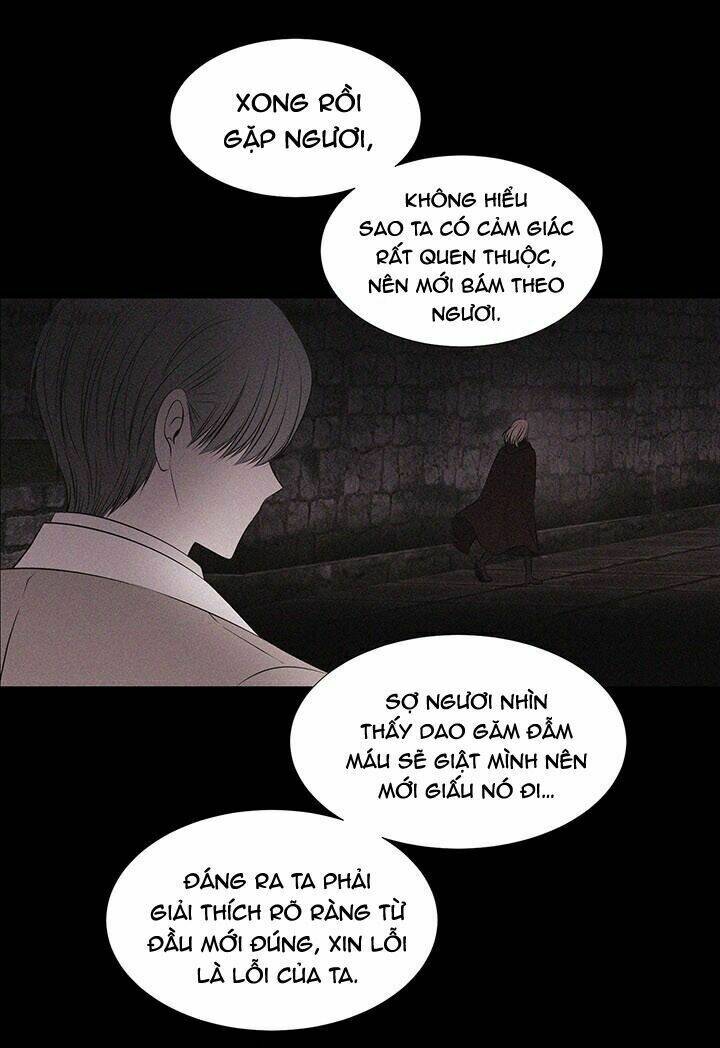 XONG RỒI
GẶP NGƯƠI,
KHÔNG HIỂU
SAO TA CÓ CẢM GIÁC
RẤT QUEN THUỘC,
NÊN MỚI BÁM THEO
NGƯƠI.
SỢ NGƯƠI NHÌN
THẤY DAO GĂM ĐẪM
MÁU SẼ GIẬT MÌNH NÊN
MỚI GIẤU NÓ ĐI...
ĐÁNG RA TA PHẢI
GIẢI THÍCH RÕ RÀNG TỪ
ĐẦU MỚI ĐÚNG, XIN LỖI
LÀ LỖI CỦA TA.